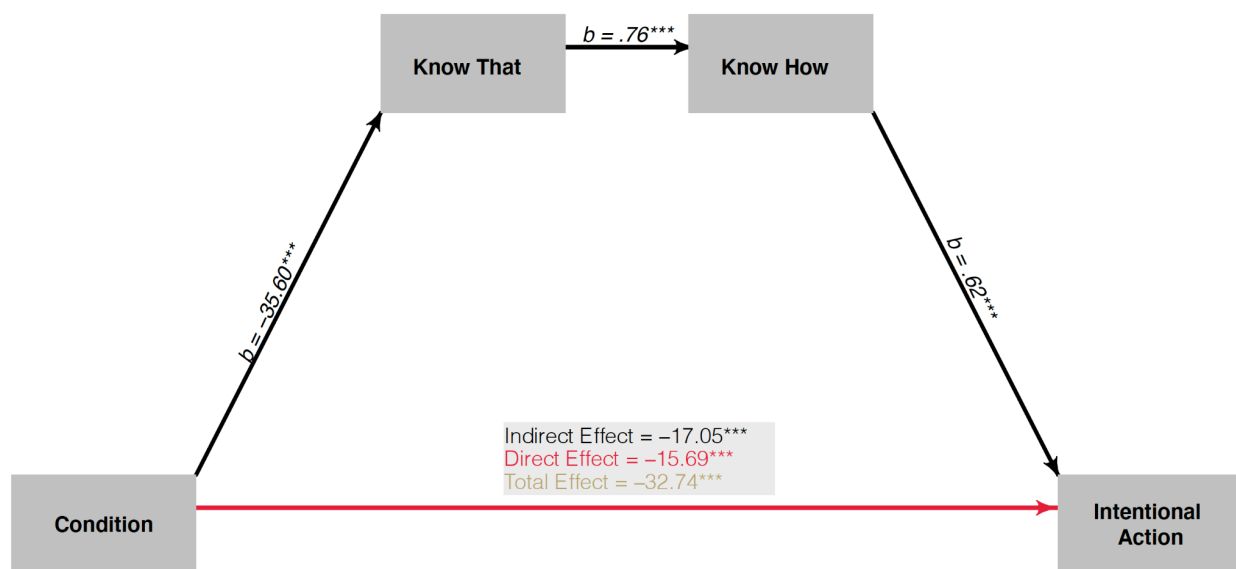 b = .76***
Know That
Know How
b = −35.60***
b = .62***
Indirect Effect = −17.05***
Direct Effect = −15.69***
Total Effect = −32.74***
Condition
Intentional
Action